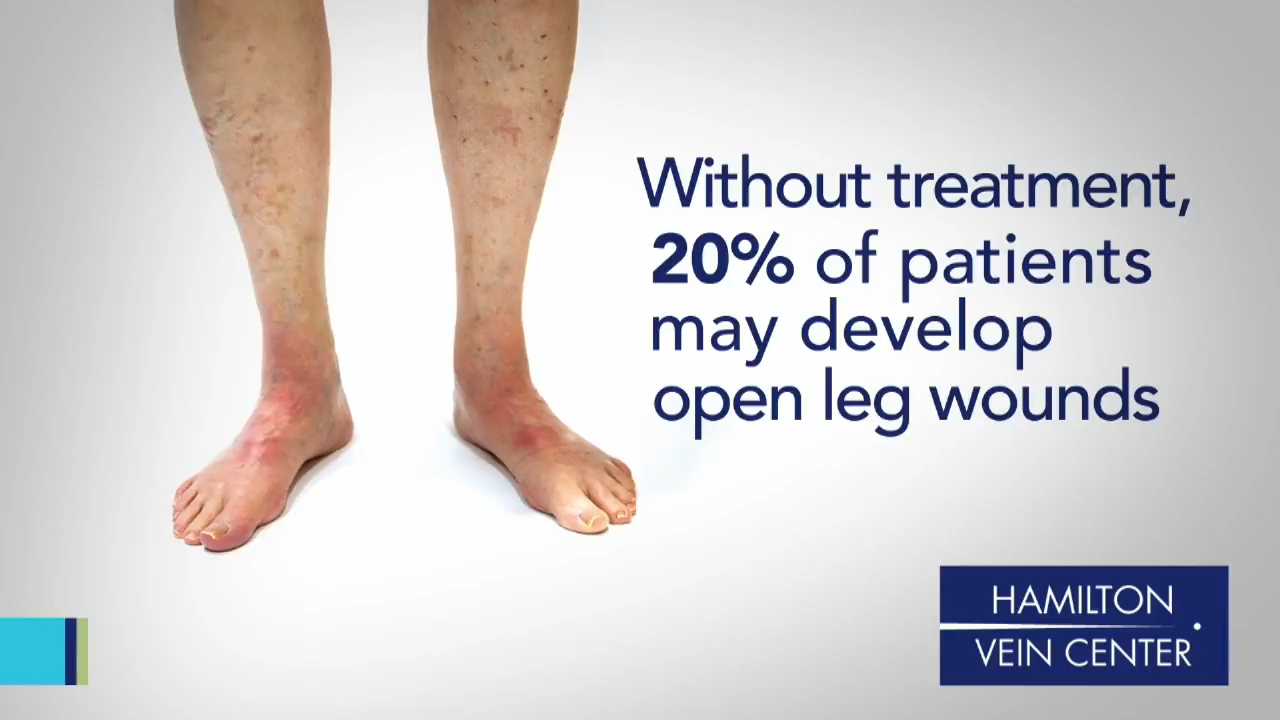 Without treatment,
20% of patients
may develop
open leg wounds
HAMILTON
VEIN CENTER